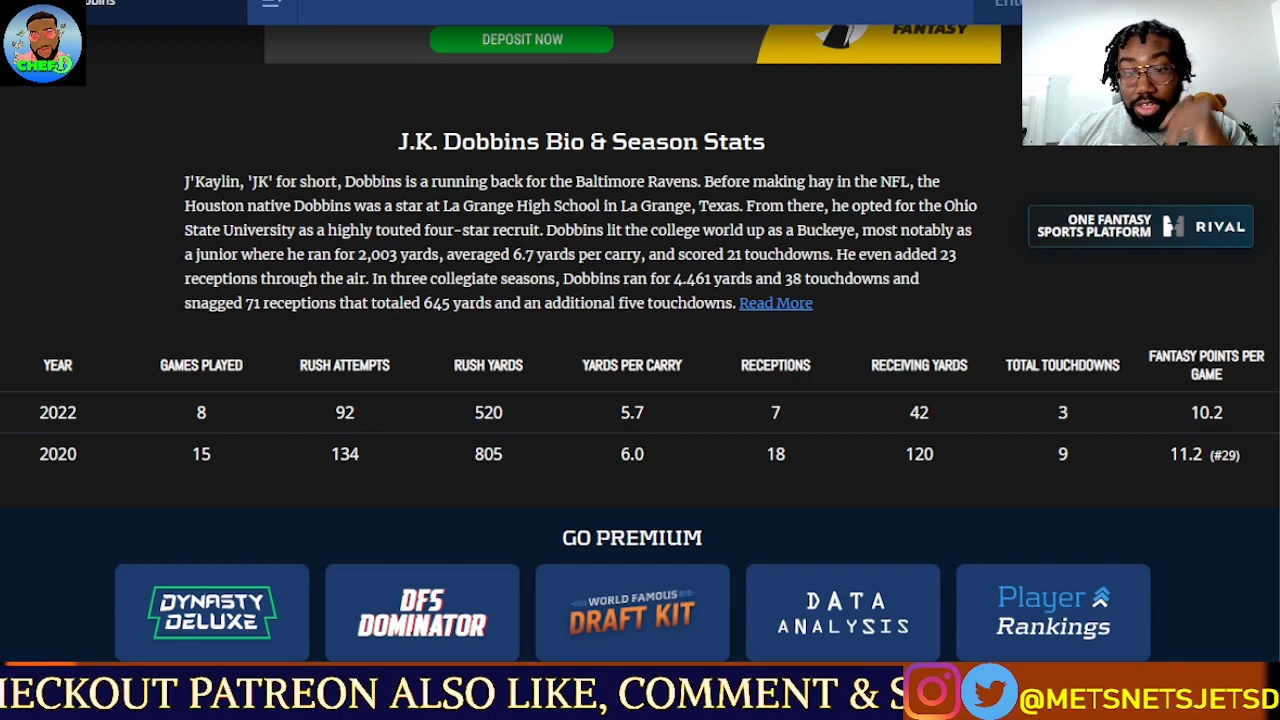 obbins
Ente
DEPOSIT NOW
FANTASY
CHEF
J.K. Dobbins Bio & Season Stats
J'Kaylin, 'JK' for short, Dobbins is a running back for the Baltimore Ravens. Before making hay in the NFL, the
Houston native Dobbins was a star at La Grange High School in La Grange, Texas. From there, he opted for the Ohio
State University as a highly touted four-star recruit. Dobbins lit the college world up as a Buckeye, most notably as
a junior where he ran for 2,003 yards, averaged 6.7 yards per carry, and scored 21 touchdowns. He even added 23
receptions through the air. In three collegiate seasons, Dobbins ran for 4.461 yards and 38 touchdowns and
snagged 71 receptions that totaled 645 yards and an additional five touchdowns. Read More
ONE FANTASY
SPORTS PLATFORM RIVAL
YEAR GAMES PLAYED RUSH ATTEMPTS RUSH YARDS YARDS PER CARRY RECEPTIONS RECEIVING YARDS TOTAL TOUCHDOWNS FANTASY POINTS PER
GAME
2022 8 92 520 5.7 7 42 3 10.2
2020 15 134 805 6.0 18 120 9 11.2 (#29)
GO PREMIUM
DYNASTY
DELUXE
DFS
DOMINATOR
WORLD FAMOUS
DRAFT KIT
DATA
ANALYSIS
Player
Rankings
HECKOUT PATREON ALSO LIKE, COMMENT & S
@METSNETSJETSD